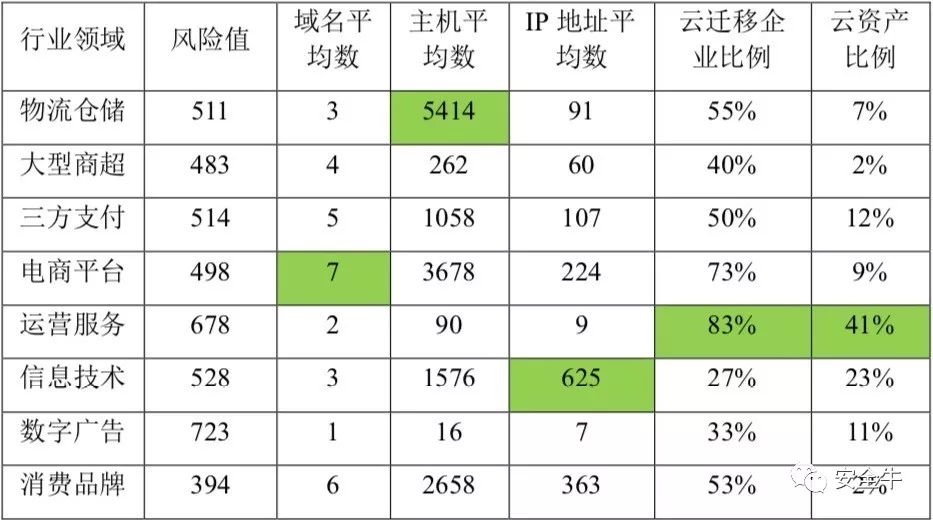 行业领域 风险值 域名平均数 主机平均数 IP 地址平均数 云迁移企业比例 云资产比例
物流仓储 511 3 5414 91 55% 7%
大型商超 483 4 262 60 40% 2%
三方支付 514 5 1058 107 50% 12%
电商平台 498 7 3678 224 73% 9%
运营服务 678 2 90 9 83% 41%
信息技术 528 3 1576 625 27% 23%
数字广告 723 1 16 7 33% 11%
消费品牌 394 6 2658 363 53% 2%
安全牛